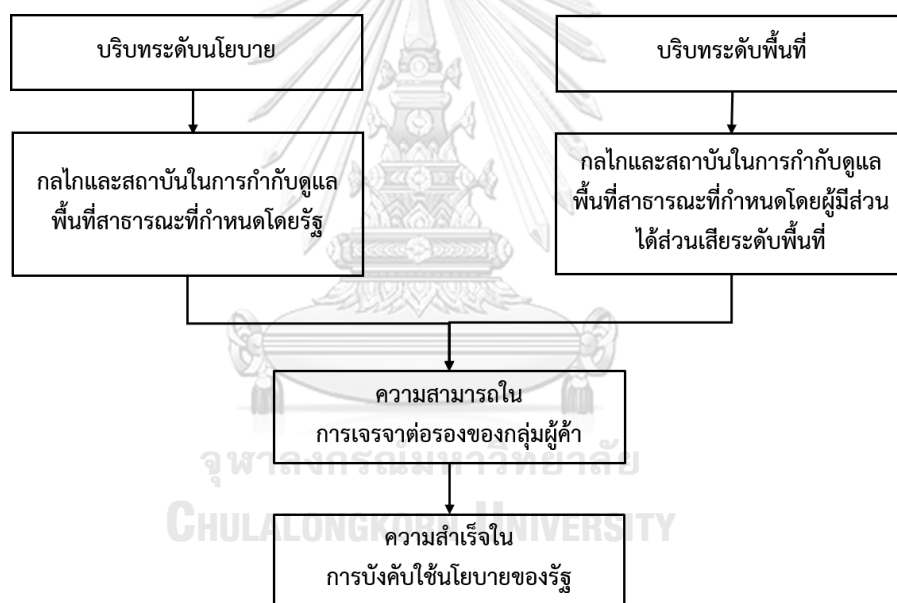 บริบทระดับนโยบาย
บริบทระดับพื้นที่
กลไกและสถาบันในการกำกับดูแล
พื้นที่สาธารณะที่กำหนดโดยรัฐ
กลไกและสถาบันในการกำกับดูแล
พื้นที่สาธารณะที่กำหนดโดยผู้มีส่วน
ได้ส่วนเสียระดับพื้นที่
ความสามารถใน
การเจรจาต่อรองของกลุ่มผู้ค้า
จุฬาลงกรณ์มหาวิทยาลัย
CHULALONGKORN UNIVERSITY
ความสำเร็จใน
การบังคับใช้นโยบายของรัฐ